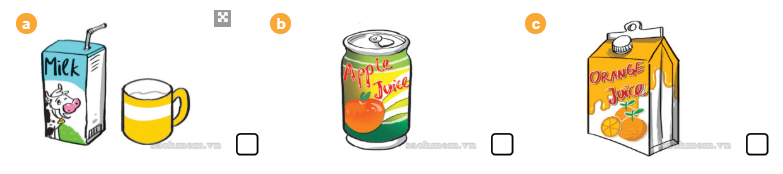 a
Milk
sachmem.vn
b
Apple
Juice
sachmem.vn
c
ORANGE
JUICE
sachmem.vn